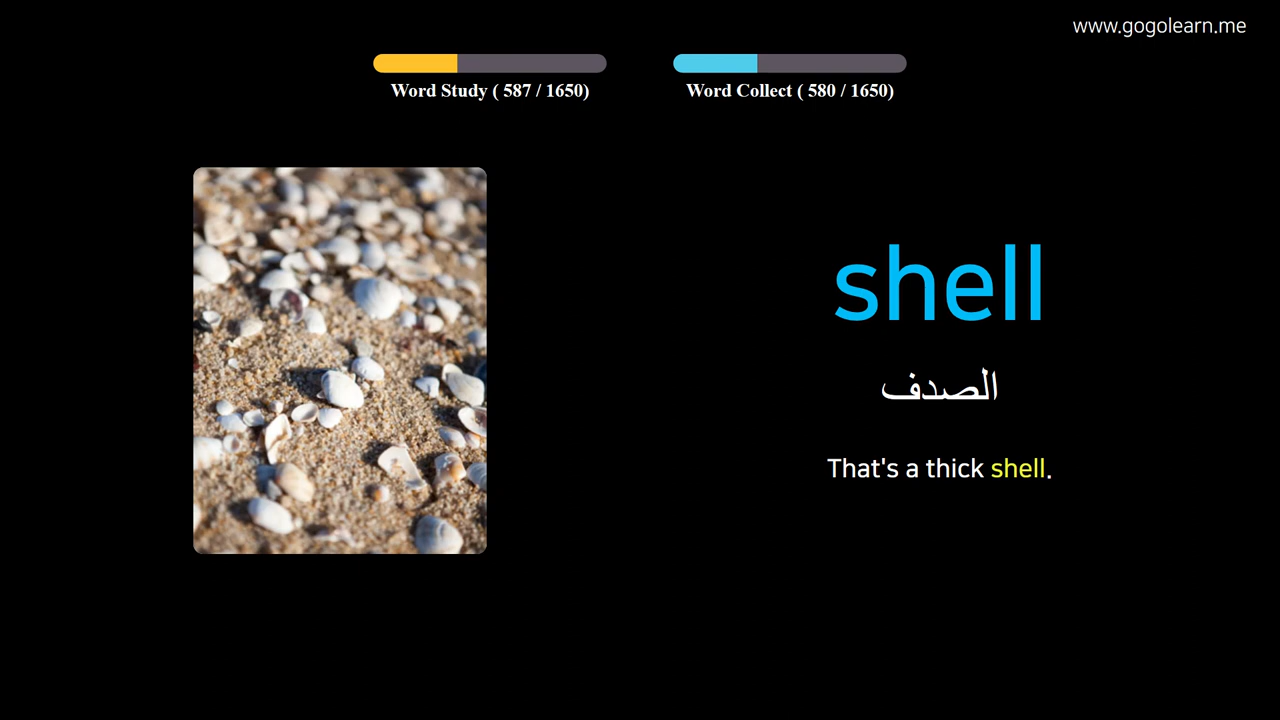 www.gogolearn.me
Word Study ( 587 / 1650)
Word Collect ( 580 / 1650)
shell
الصدف
That's a thick shell.